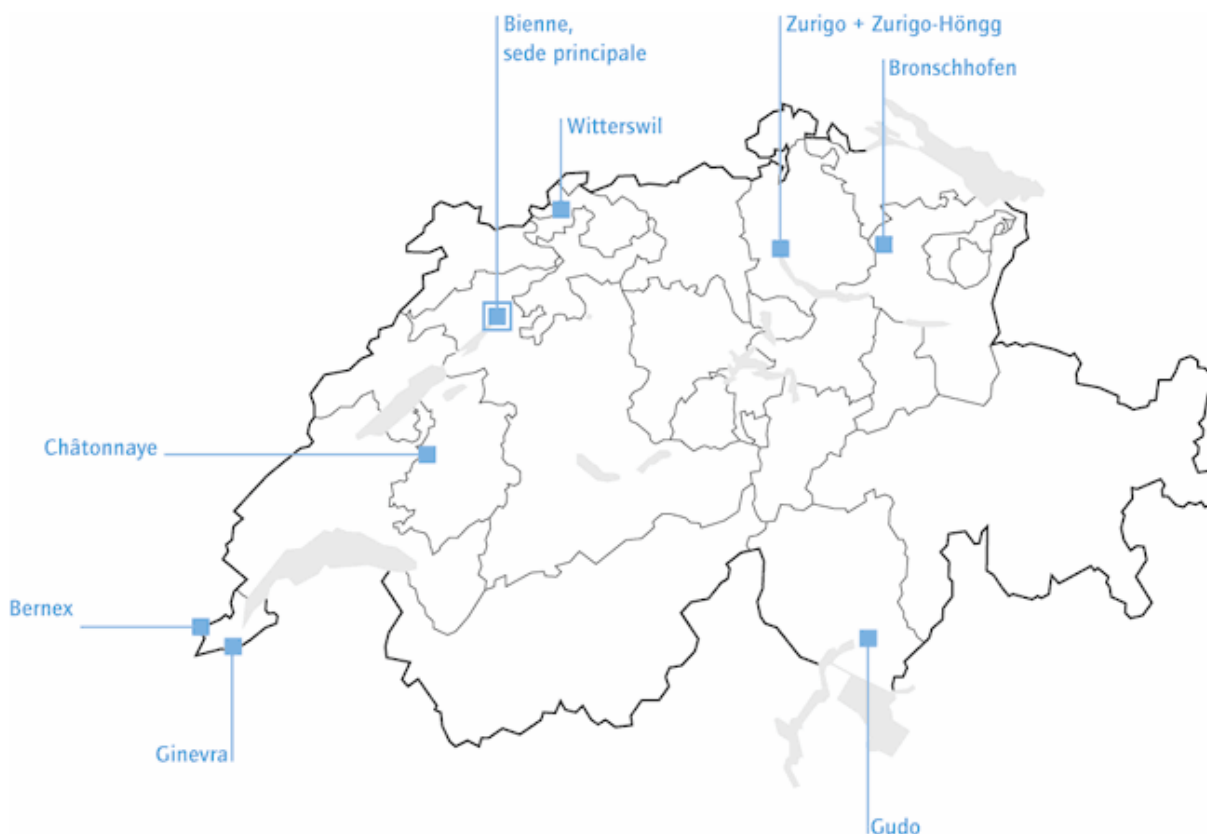 Bienne,
sede principale
Zurigo + Zurigo-Höngg
Bronschhofen
Witterswil
Châtonnaye
Bernex
Ginevra
Gudo